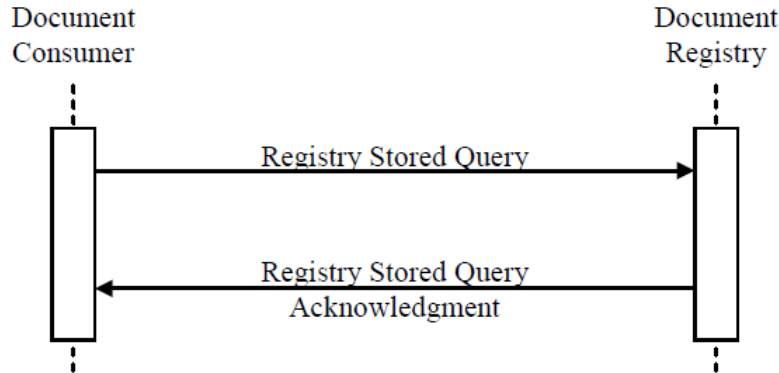 Document
Consumer
Document
Registry
Registry Stored Query
Registry Stored Query
Acknowledgment